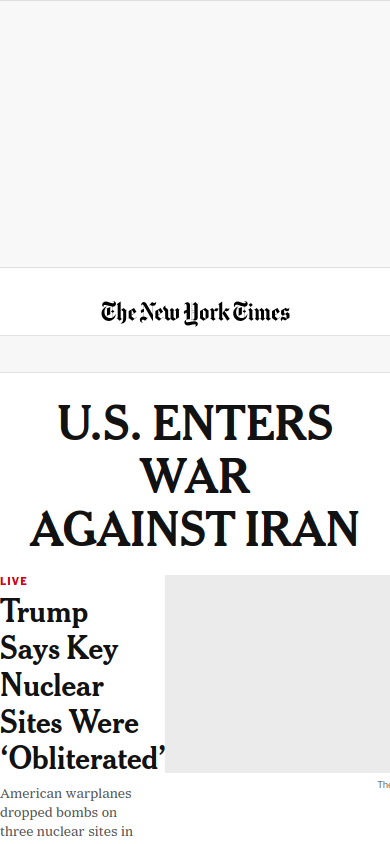 The New York Times
U.S. ENTERS
WAR
AGAINST IRAN
LIVE
Trump
Says Key
Nuclear
Sites Were
‘Obliterated’
The
American warplanes
dropped bombs on
three nuclear sites in